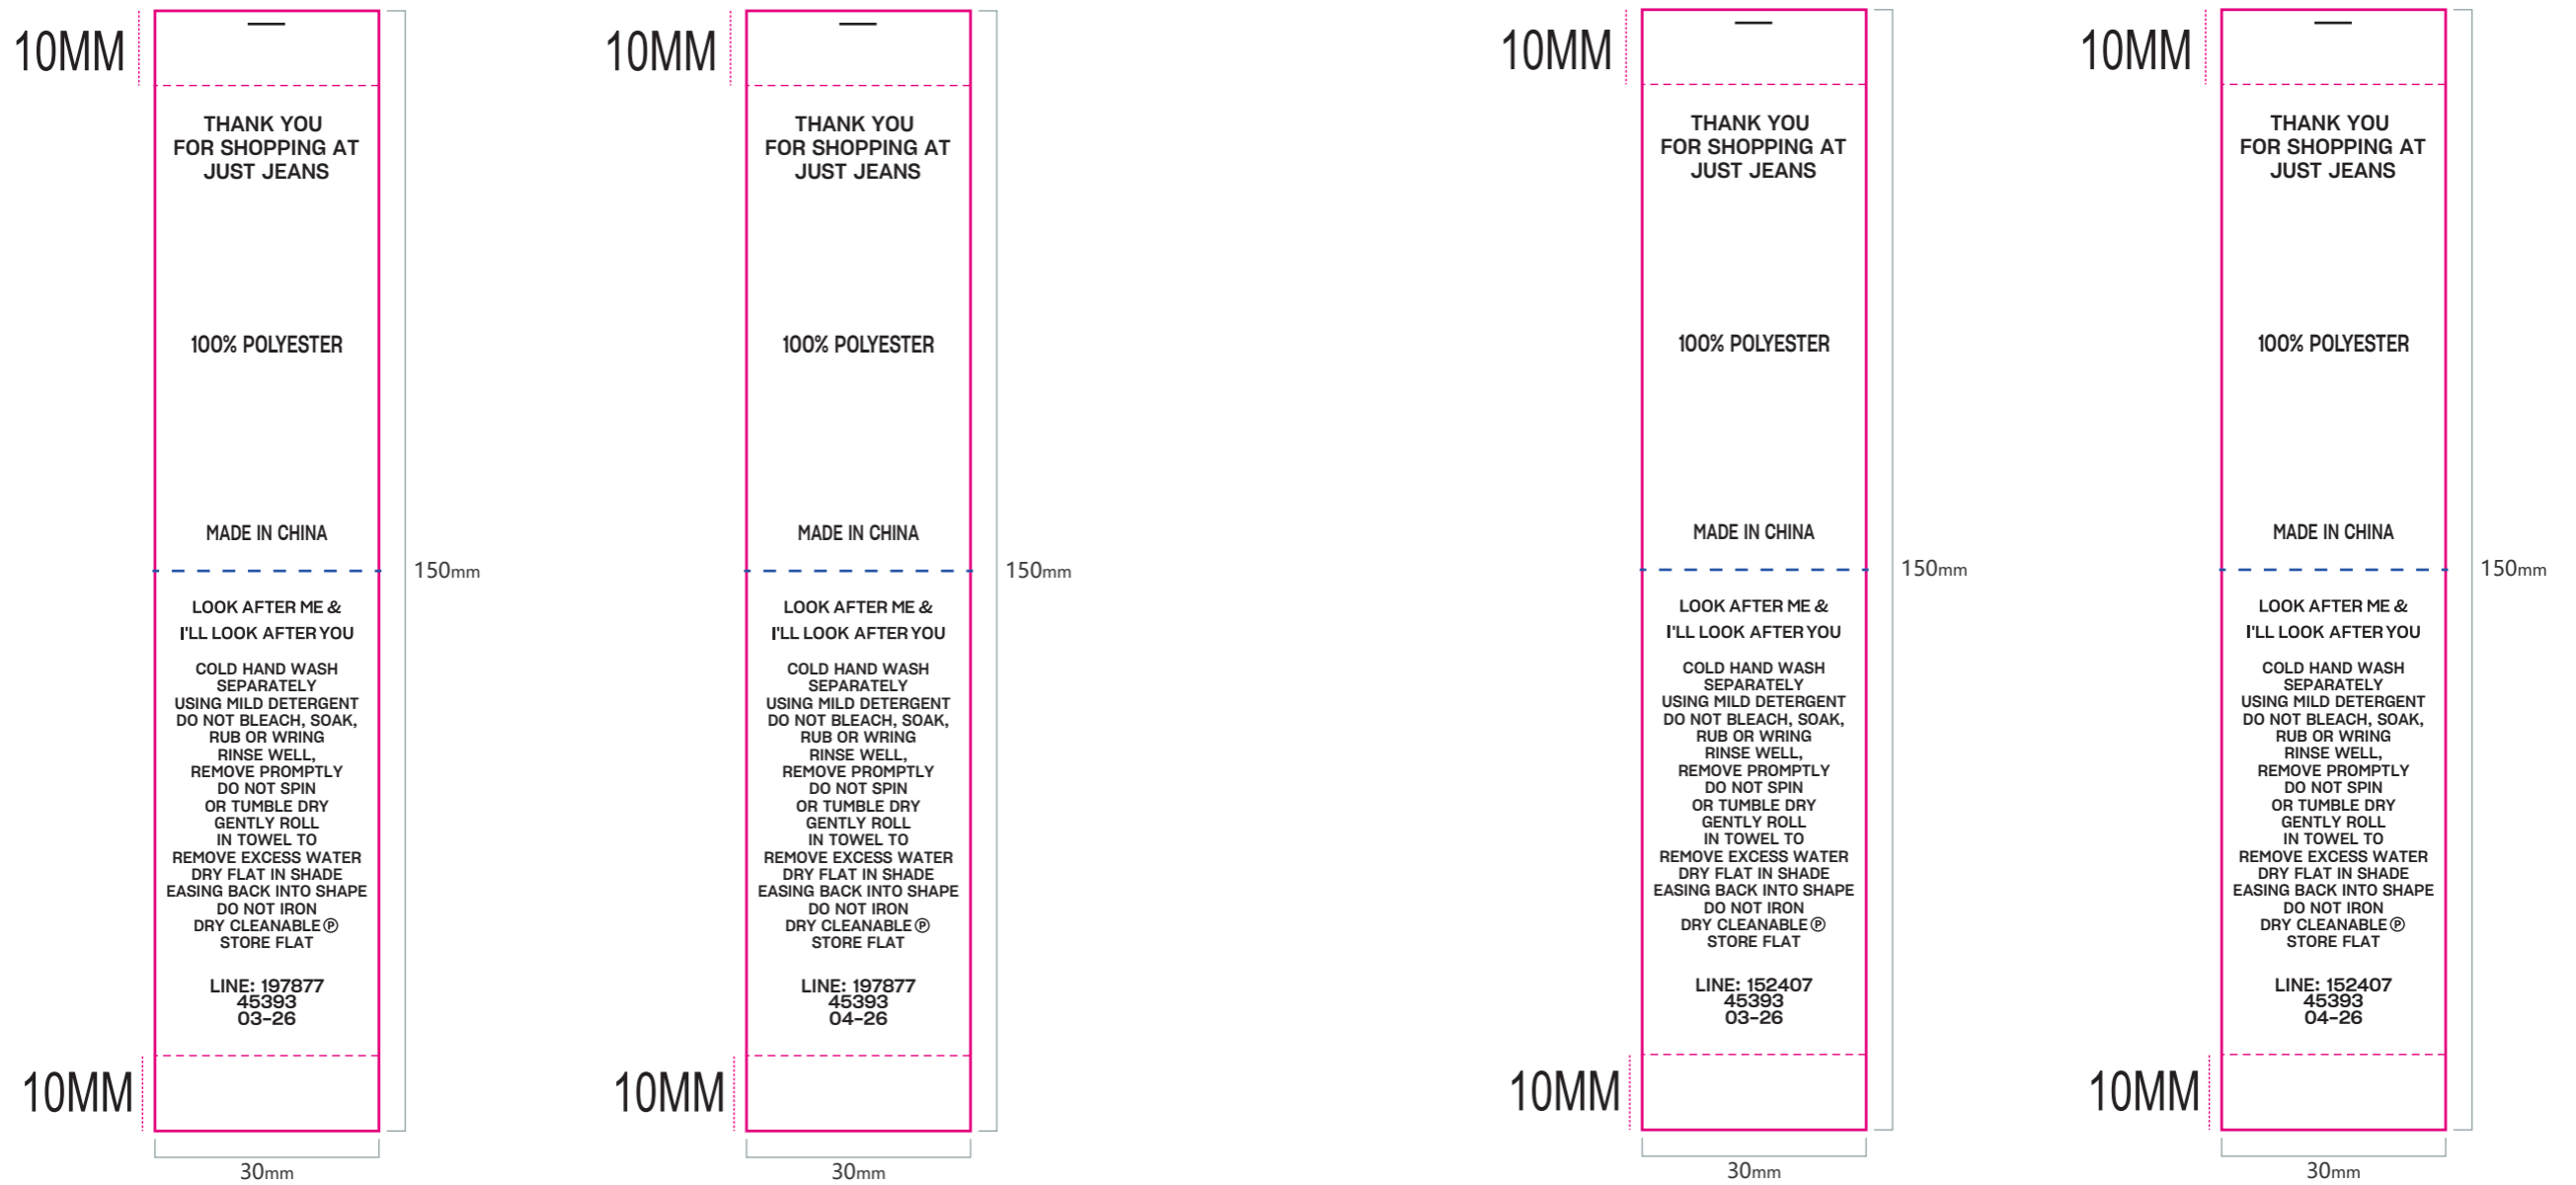 10MM
THANK YOU
FOR SHOPPING AT
JUST JEANS
100% POLYESTER
MADE IN CHINA
150mm
LOOK AFTER ME &
I'LL LOOK AFTER YOU
COLD HAND WASH
SEPARATELY
USING MILD DETERGENT
DO NOT BLEACH, SOAK,
RUB OR WRING
RINSE WELL,
REMOVE PROMPTLY
DO NOT SPIN
OR TUMBLE DRY
GENTLY ROLL
IN TOWEL TO
REMOVE EXCESS WATER
DRY FLAT IN SHADE
EASING BACK INTO SHAPE
DO NOT IRON
DRY CLEANABLE Ⓟ
STORE FLAT
LINE: 197877
45393
03-26
10MM
30mm
10MM
THANK YOU
FOR SHOPPING AT
JUST JEANS
100% POLYESTER
MADE IN CHINA
150mm
LOOK AFTER ME &
I'LL LOOK AFTER YOU
COLD HAND WASH
SEPARATELY
USING MILD DETERGENT
DO NOT BLEACH, SOAK,
RUB OR WRING
RINSE WELL,
REMOVE PROMPTLY
DO NOT SPIN
OR TUMBLE DRY
GENTLY ROLL
IN TOWEL TO
REMOVE EXCESS WATER
DRY FLAT IN SHADE
EASING BACK INTO SHAPE
DO NOT IRON
DRY CLEANABLE Ⓟ
STORE FLAT
LINE: 197877
45393
04-26
10MM
30mm
10MM
THANK YOU
FOR SHOPPING AT
JUST JEANS
100% POLYESTER
MADE IN CHINA
150mm
LOOK AFTER ME &
I'LL LOOK AFTER YOU
COLD HAND WASH
SEPARATELY
USING MILD DETERGENT
DO NOT BLEACH, SOAK,
RUB OR WRING
RINSE WELL,
REMOVE PROMPTLY
DO NOT SPIN
OR TUMBLE DRY
GENTLY ROLL
IN TOWEL TO
REMOVE EXCESS WATER
DRY FLAT IN SHADE
EASING BACK INTO SHAPE
DO NOT IRON
DRY CLEANABLE Ⓟ
STORE FLAT
LINE: 152407
45393
03-26
10MM
30mm
10MM
THANK YOU
FOR SHOPPING AT
JUST JEANS
100% POLYESTER
MADE IN CHINA
150mm
LOOK AFTER ME &
I'LL LOOK AFTER YOU
COLD HAND WASH
SEPARATELY
USING MILD DETERGENT
DO NOT BLEACH, SOAK,
RUB OR WRING
RINSE WELL,
REMOVE PROMPTLY
DO NOT SPIN
OR TUMBLE DRY
GENTLY ROLL
IN TOWEL TO
REMOVE EXCESS WATER
DRY FLAT IN SHADE
EASING BACK INTO SHAPE
DO NOT IRON
DRY CLEANABLE Ⓟ
STORE FLAT
LINE: 152407
45393
04-26
10MM
30mm